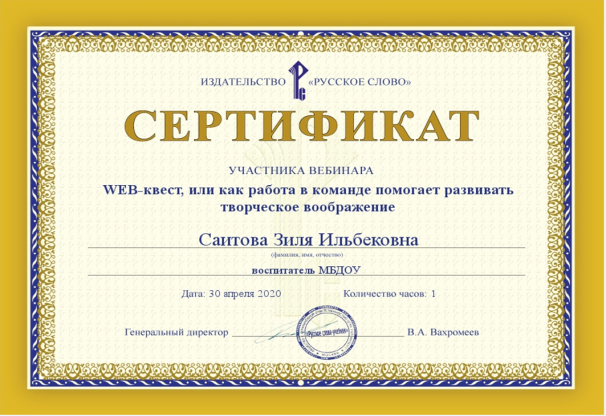 ИЗДАТЕЛЬСТВО «РУССКОЕ СЛОВО»
СЕРТИФИКАТ
УЧАСТНИКА ВЕБИНАРА
WEB-квест, или как работа в команде помогает развивать
творческое воображение
Саитова Зиля Ильбековна
(фамилия, имя, отчество)
воспитатель МБДОУ
Дата: 30 апреля 2020 Количество часов: 1
Генеральный директор В.А. Вахромеев